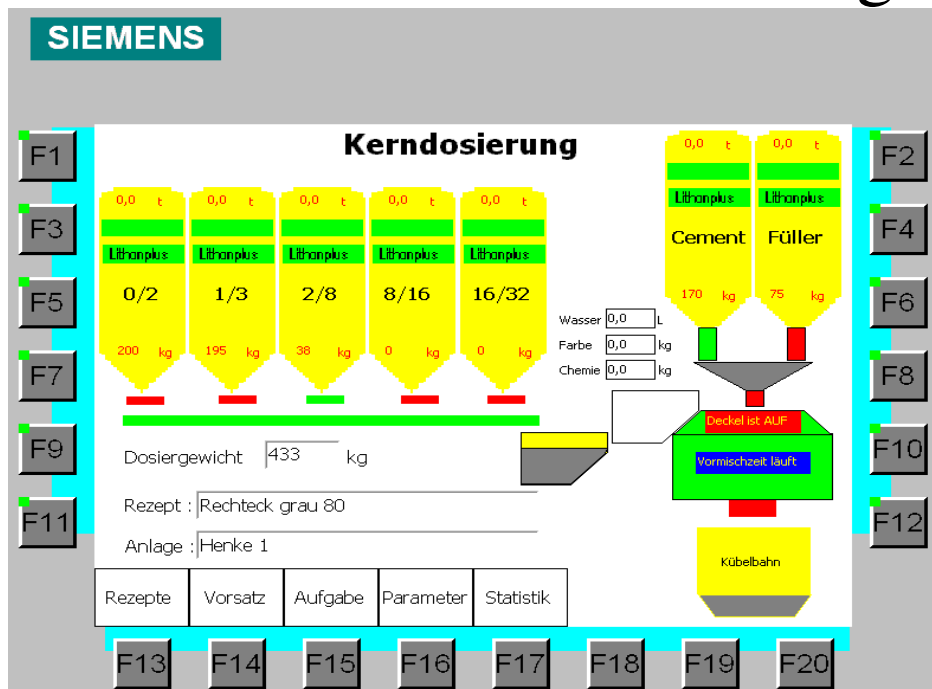 g
SIEMENS
Kerndosierung
F1
F2
F3
F4
F5
F6
F7
F8
F9
F10
F11
F12
0,0 t
0,0 t
0,0 t
0,0 t
0,0 t
0,0 t
0,0 t
Lithonplus
Lithonplus
Lithonplus
Lithonplus
Lithonplus
Lithonplus
Lithonplus
Cement
Füller
0/2
1/3
2/8
8/16
16/32
170 kg
75 kg
200 kg
195 kg
38 kg
0 kg
0 kg
Wasser 0,0 L
Farbe 0,0 kg
Chemie 0,0 kg
Deckel ist AUF
Vormischzeit läuft
Dosiergewicht 433 kg
Rezept : Rechteck grau 80
Anlage : Henke 1
Kübelbahn
Rezepte
Vorsatz
Aufgabe
Parameter
Statistik
F13
F14
F15
F16
F17
F18
F19
F20